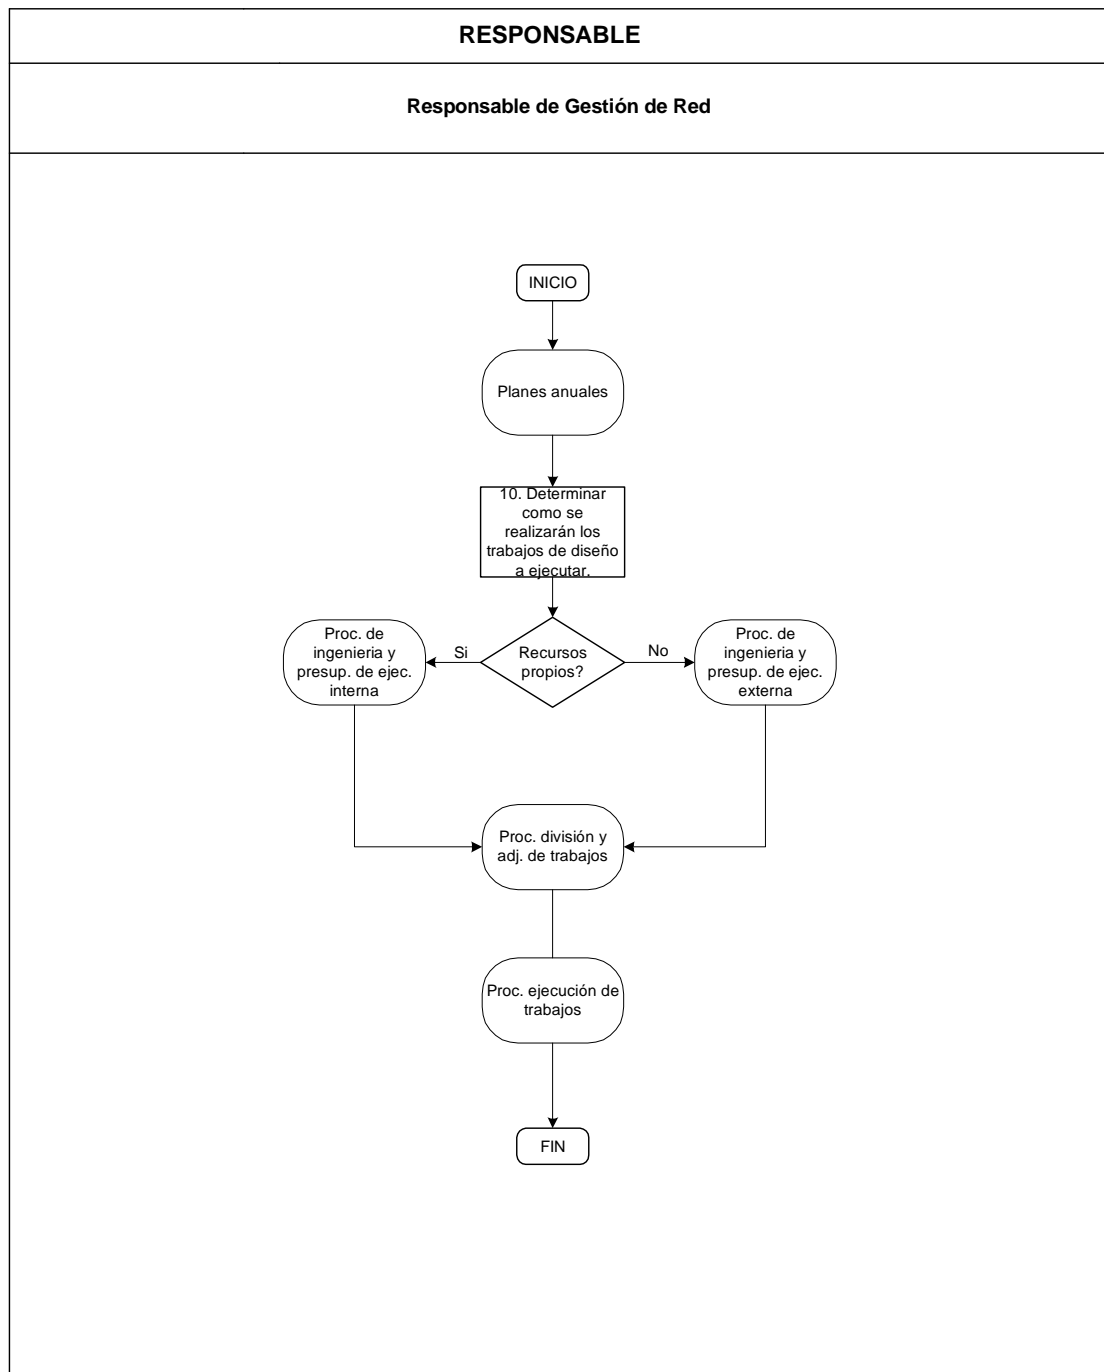 RESPONSABLE
Responsable de Gestión de Red
INICIO
Planes anuales
10. Determinar
como se
realizarán los
trabajos de diseño
a ejecutar.
Proc. de
ingenieria y
presup. de ejec.
interna
Si
Recursos
propios?
No
Proc. de
ingenieria y
presup. de ejec.
externa
Proc. división y
adj. de trabajos
Proc. ejecución de
trabajos
FIN